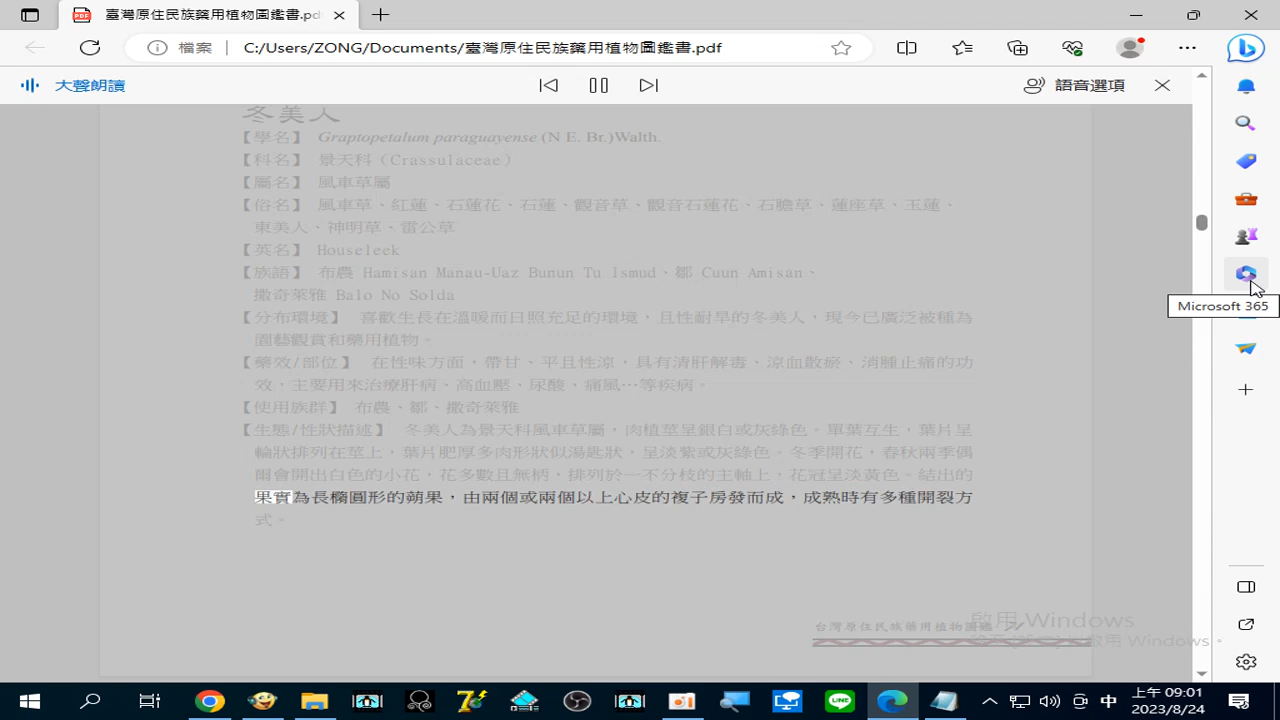 臺灣原住民族藥用植物圖鑑書.pdf
檔案
C:/Users/ZONG/Documents/臺灣原住民族藥用植物圖鑑書.pdf
大聲朗讀
語音選項
冬美人
【學名】 Graptopetalum paraguayense (N E. Br.)Walth.
【科名】 景天科（Crassulaceae）
【屬名】 風車草屬
【俗名】 風車草、紅蓮、石蓮花、石蓮、觀音草、觀音石蓮花、石膽草、蓮座草、玉蓮、
東美人、神明草、雷公草
【英名】 Houseleek
【族語】 布農 Hamisan Manau-Uaz Bunun Tu Ismud、鄒 Cuun Amisan、
撒奇萊雅 Balo No Solda
【分布環境】 喜歡生長在溫暖而日照充足的環境，且性耐旱的冬美人，現今已廣泛被種為
園藝觀賞和藥用植物。
【藥效/部位】 在性味方面，帶甘、平且性涼，具有清肝解毒、涼血散瘀、消腫止痛的功
效，主要用來治療肝病、高血壓、尿酸、痛風…等疾病。
【使用族群】 布農、鄒、撒奇萊雅
【生態/性狀描述】 冬美人為景天科風車草屬，肉植莖呈銀白或灰綠色。單葉互生，葉片呈
輪狀排列在莖上，葉片肥厚多肉形狀似湯匙狀，呈淡紫或灰綠色。冬季開花，春秋兩季偶
爾會開出白色的小花，花多數且無柄，排列於一不分枝的主軸上，花冠呈淡黃色。結出的
果實為長橢圓形的蒴果，由兩個或兩個以上心皮的複子房發而成，成熟時有多種開裂方
式。
Microsoft 365
啟用 Windows
台灣原住民族藥用植物圖鑑
上午 09:01
中
2023/8/24